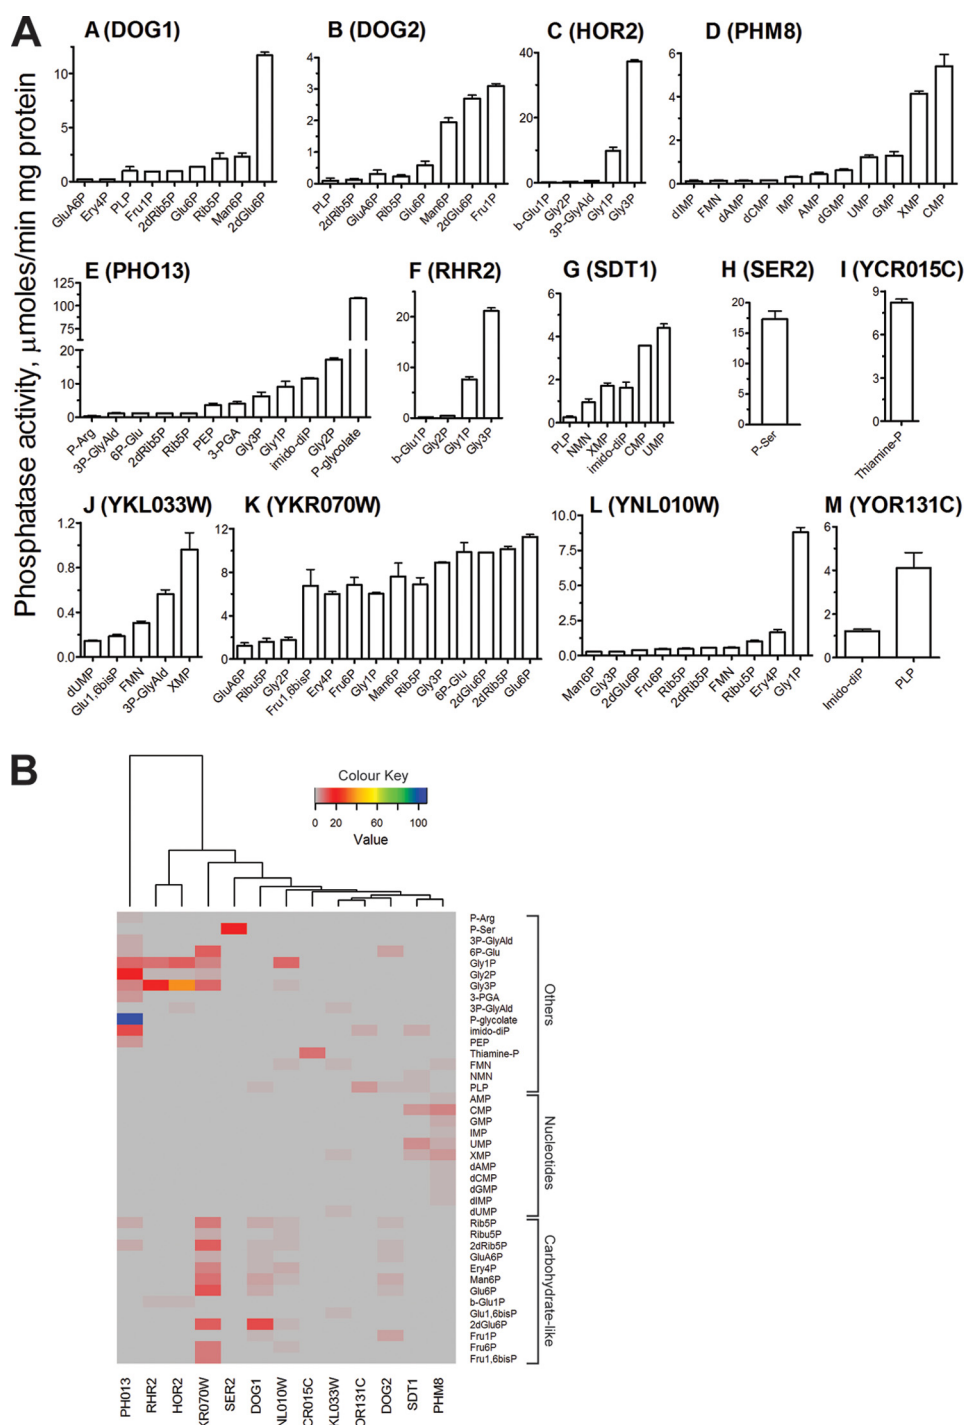 A
Phosphatase activity, µmoles/min mg protein
A (DOG1)
10
5
0
GluA6P
Ery4P
PLP
Fru1P
2dRib5P
Glu6P
Rib5P
Man6P
2dGlu6P
B (DOG2)
4
3
2
1
0
PLP
2dRib5P
GluA6P
Rib5P
Glu6P
Man6P
2dGlu6P
Fru1P
C (HOR2)
40
20
0
b-Glu1P
Gly2P
3P-GlyAld
Gly1P
Gly3P
D (PHM8)
6
4
2
0
dIMP
FMN
dAMP
dCMP
IMP
AMP
dGMP
UMP
GMP
XMP
CMP
E (PHO13)
125
100
75
20
10
0
P-Arg
3P-GlyAld
6P-Glu
2dRib5P
Rib5P
PEP
3-PGA
Gly3P
Gly1P
imido-diP
Gly2P
P-glycolate
F (RHR2)
20
10
0
b-Glu1P
Gly2P
Gly1P
Gly3P
G (SDT1)
6
4
2
0
PLP
NMN
XMP
imido-diP
CMP
UMP
H (SER2)
20
15
10
5
0
P-Ser
I (YCR015C)
9
6
3
0
Thiamine-P
J (YKL033W)
1.2
0.8
0.4
0.0
dUMP
Glu1,6bisP
FMN
3P-GlyAld
XMP
K (YKR070W)
12
9
6
3
0
GluA6P
Ribu5P
Gly2P
Fru1,6bisP
Ery4P
Fru6P
Gly1P
Man6P
Rib5P
Gly3P
6P-Glu
2dGlu6P
2dRib5P
Glu6P
L (YNL010W)
10.0
7.5
5.0
2.5
0.0
Man6P
Gly3P
2dGlu6P
Fru6P
Rib5P
2dRib5P
FMN
Ribu5P
Ery4P
Gly1P
M (YOR131C)
6
4
2
0
Imido-diP
PLP
B
Colour Key
0 20 60 100
Value
P-Arg
P-Ser
3P-GlyAld
6P-Glu
Gly1P
Gly2P
Gly3P
3-PGA
3P-GlyAld
P-glycolate
imido-diP
PEP
Thiamine-P
FMN
NMN
PLP
AMP
CMP
GMP
IMP
UMP
XMP
dAMP
dCMP
dGMP
dIMP
dUMP
Rib5P
Ribu5P
2dRib5P
GluA6P
Ery4P
Man6P
Glu6P
b-Glu1P
Glu1,6bisP
2dGlu6P
Fru1P
Fru6P
Fru1,6bisP
Others
Nucleotides
Carbohydrate-like
PH013
RHR2
HOR2
KR070W
SER2
DOG1
NL010W
CR015C
KL033W
OR131C
DOG2
SDT1
PHM8